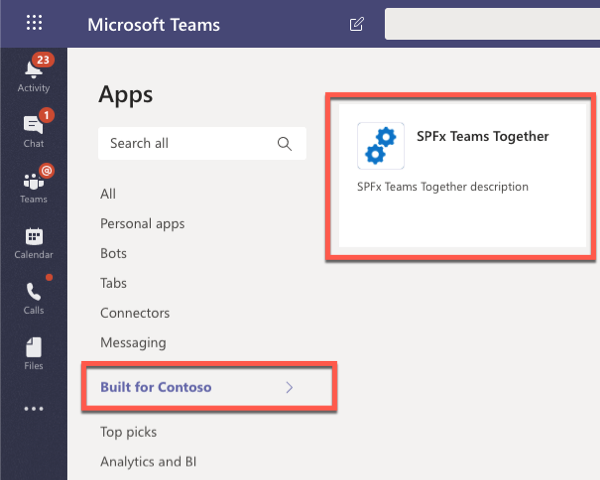 Microsoft Teams
23
Activity
1
Chat
@
Teams
Calendar
Calls
Files
Apps
Search all
All
Personal apps
Bots
Tabs
Connectors
Messaging
Built for Contoso
Top picks
Analytics and BI
SPFx Teams Together
SPFx Teams Together description